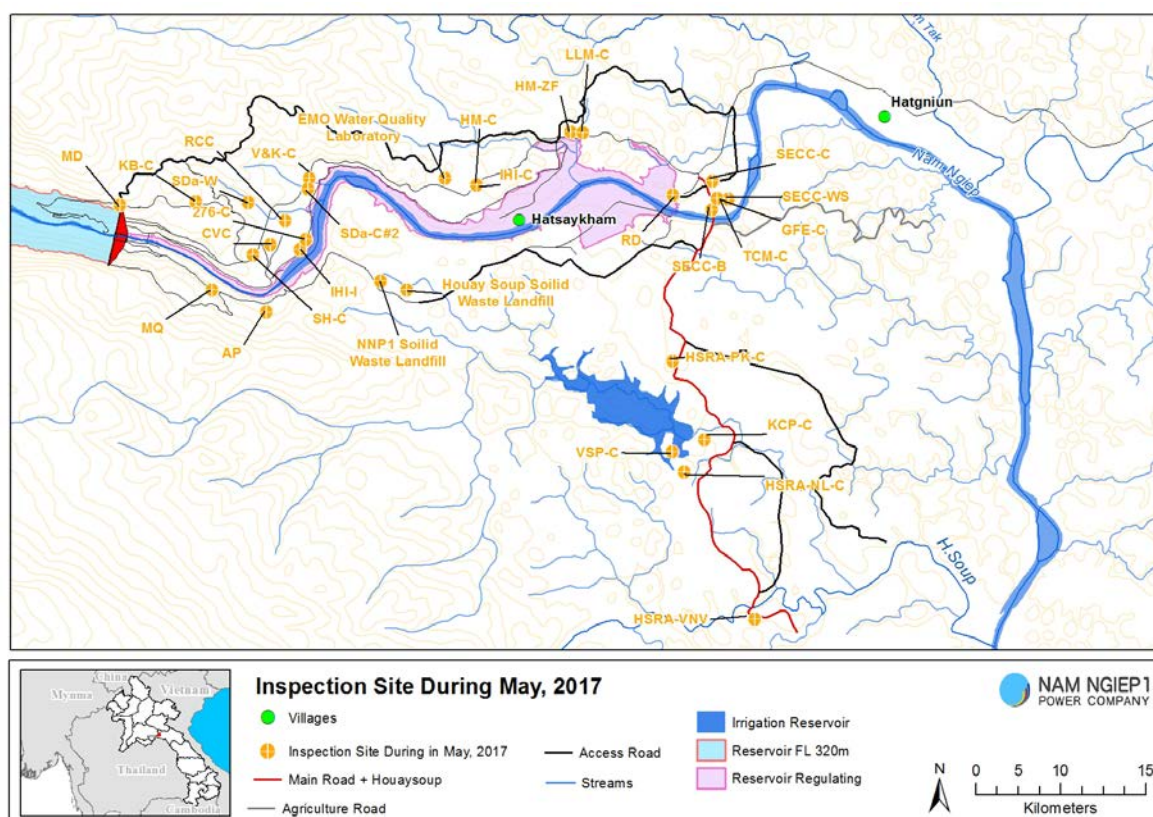 LLM-C
m Tak
HM-ZF
Hatgniun
EMO Water Quality
Laboratory
HM-C
RCC
V&K-C
MD
KB-C
SDa-W
276-C
CVC
IHI-C
SECC-C
Nam Ngiep
SECC-WS
Hatsaykham
SDa-C#2
RD
GFE-C
TCM-C
SECC-B
IHI-I
Houay Soup Soilid
Waste Landfill
MQ
SH-C
AP
NNP1 Soilid
Waste Landfill
HSRA-PK-C
KCP-C
VSP-C
HSRA-NL-C
H.Soup
HSRA-VNV
China
Mynma
Vietnam
Thailand
Cambodia
Inspection Site During May, 2017
Villages
Inspection Site During in May, 2017
Main Road + Houaysoup
Agriculture Road
Access Road
Streams
Irrigation Reservoir
Reservoir FL 320m
Reservoir Regulating
NAM NGIEP1
POWER COMPANY
N
0 5 10 15
Kilometers